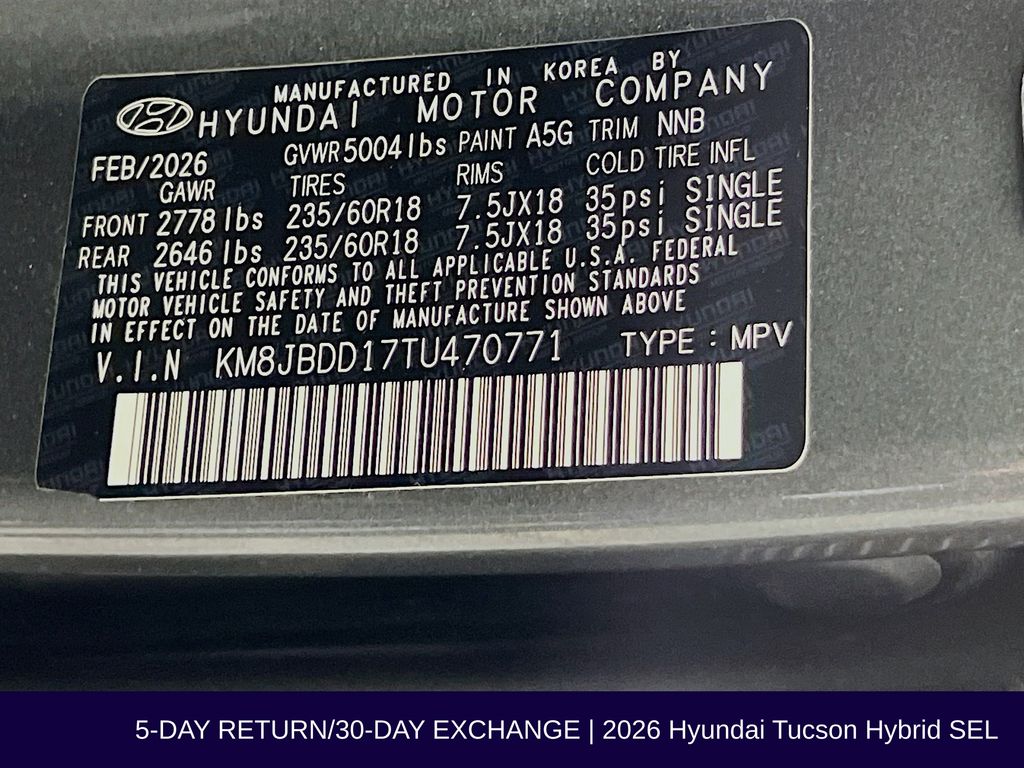 MANUFACTURED IN KOREA BY
HYUNDAI MOTOR COMPANY
FEB/2026 GVWR 5004lbs PAINT A5G TRIM NNB
GAWR TIRES RIMS COLD TIRE INFL
FRONT 2778 lbs 235/60R18 7.5JX18 35psi SINGLE
REAR 2646 lbs 235/60R18 7.5JX18 35psi SINGLE
THIS VEHICLE CONFORMS TO ALL APPLICABLE U.S.A. FEDERAL
MOTOR VEHICLE SAFETY AND THEFT PREVENTION STANDARDS
IN EFFECT ON THE DATE OF MANUFACTURE SHOWN ABOVE
V.I.N KM8JBDD17TU470771 TYPE : MPV
5-DAY RETURN/30-DAY EXCHANGE | 2026 Hyundai Tucson Hybrid SEL